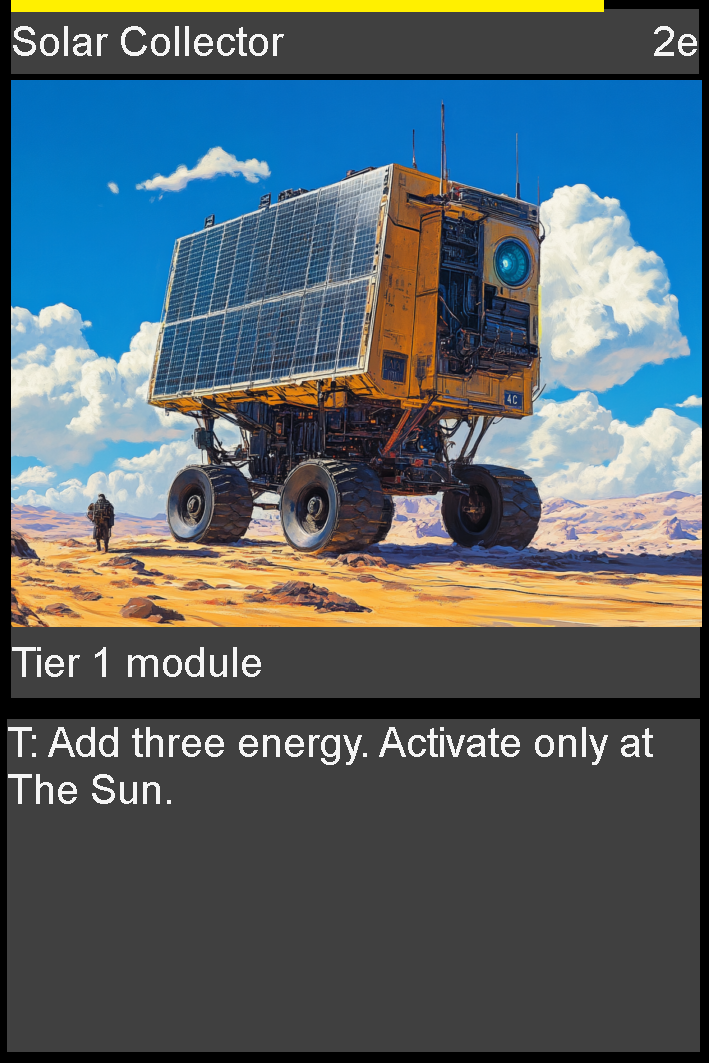 Solar Collector 2e
4C
Tier 1 module
T: Add three energy. Activate only at
The Sun.